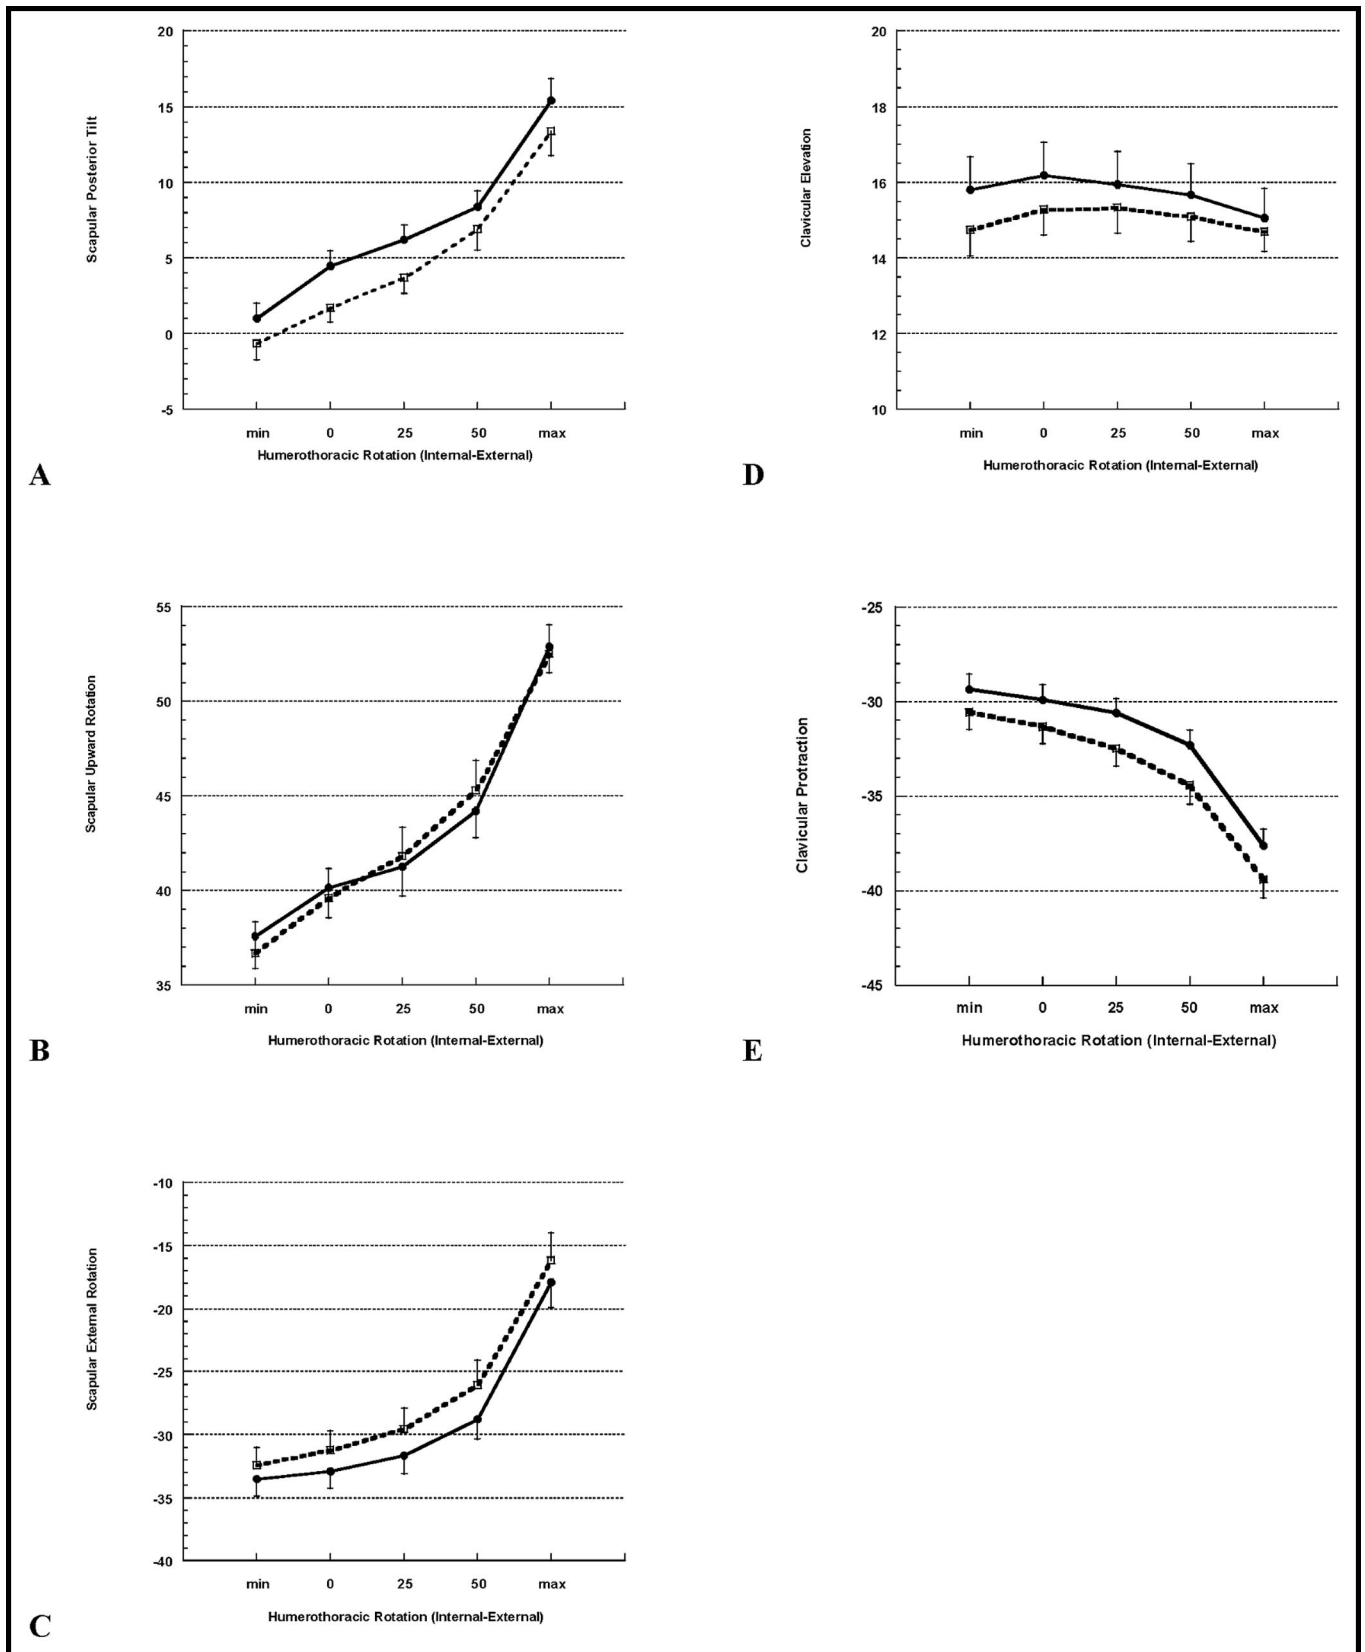 Scapular Posterior Tilt
20
15
10
5
0
-5
min 0 25 50 max
Humerothoracic Rotation (Internal-External)
A
Clavicular Elevation
20
18
16
14
12
10
min 0 25 50 max
Humerothoracic Rotation (Internal-External)
D
Scapular Upward Rotation
55
50
45
40
35
min 0 25 50 max
Humerothoracic Rotation (Internal-External)
B
Clavicular Protraction
-25
-30
-35
-40
-45
min 0 25 50 max
Humerothoracic Rotation (Internal-External)
E
Scapular External Rotation
-10
-15
-20
-25
-30
-35
-40
min 0 25 50 max
Humerothoracic Rotation (Internal-External)
C